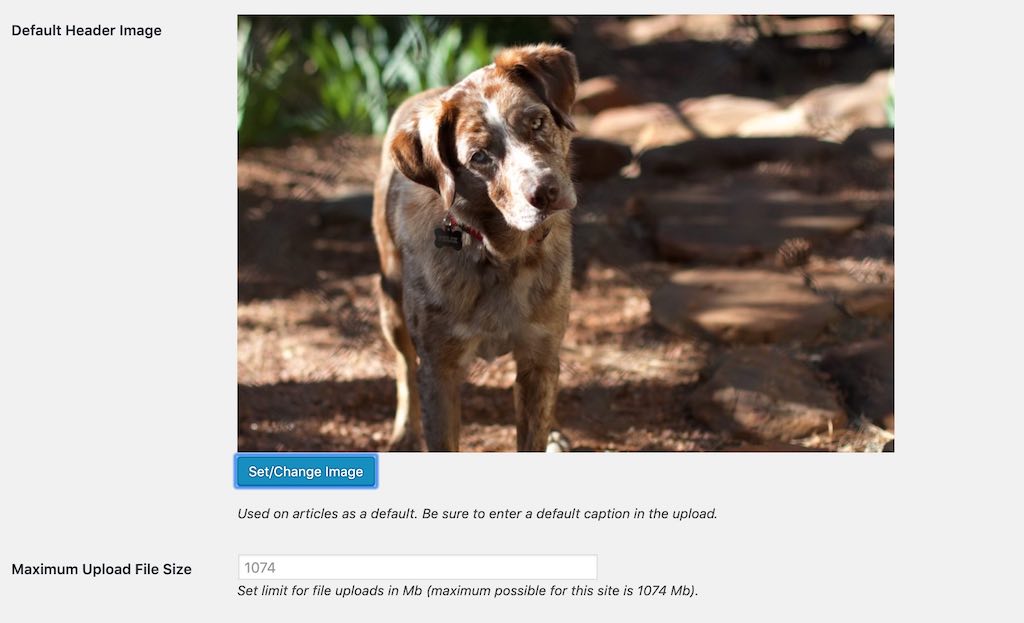 Default Header Image
Set/Change Image
Used on articles as a default. Be sure to enter a default caption in the upload.
Maximum Upload File Size
1074
Set limit for file uploads in Mb (maximum possible for this site is 1074 Mb).